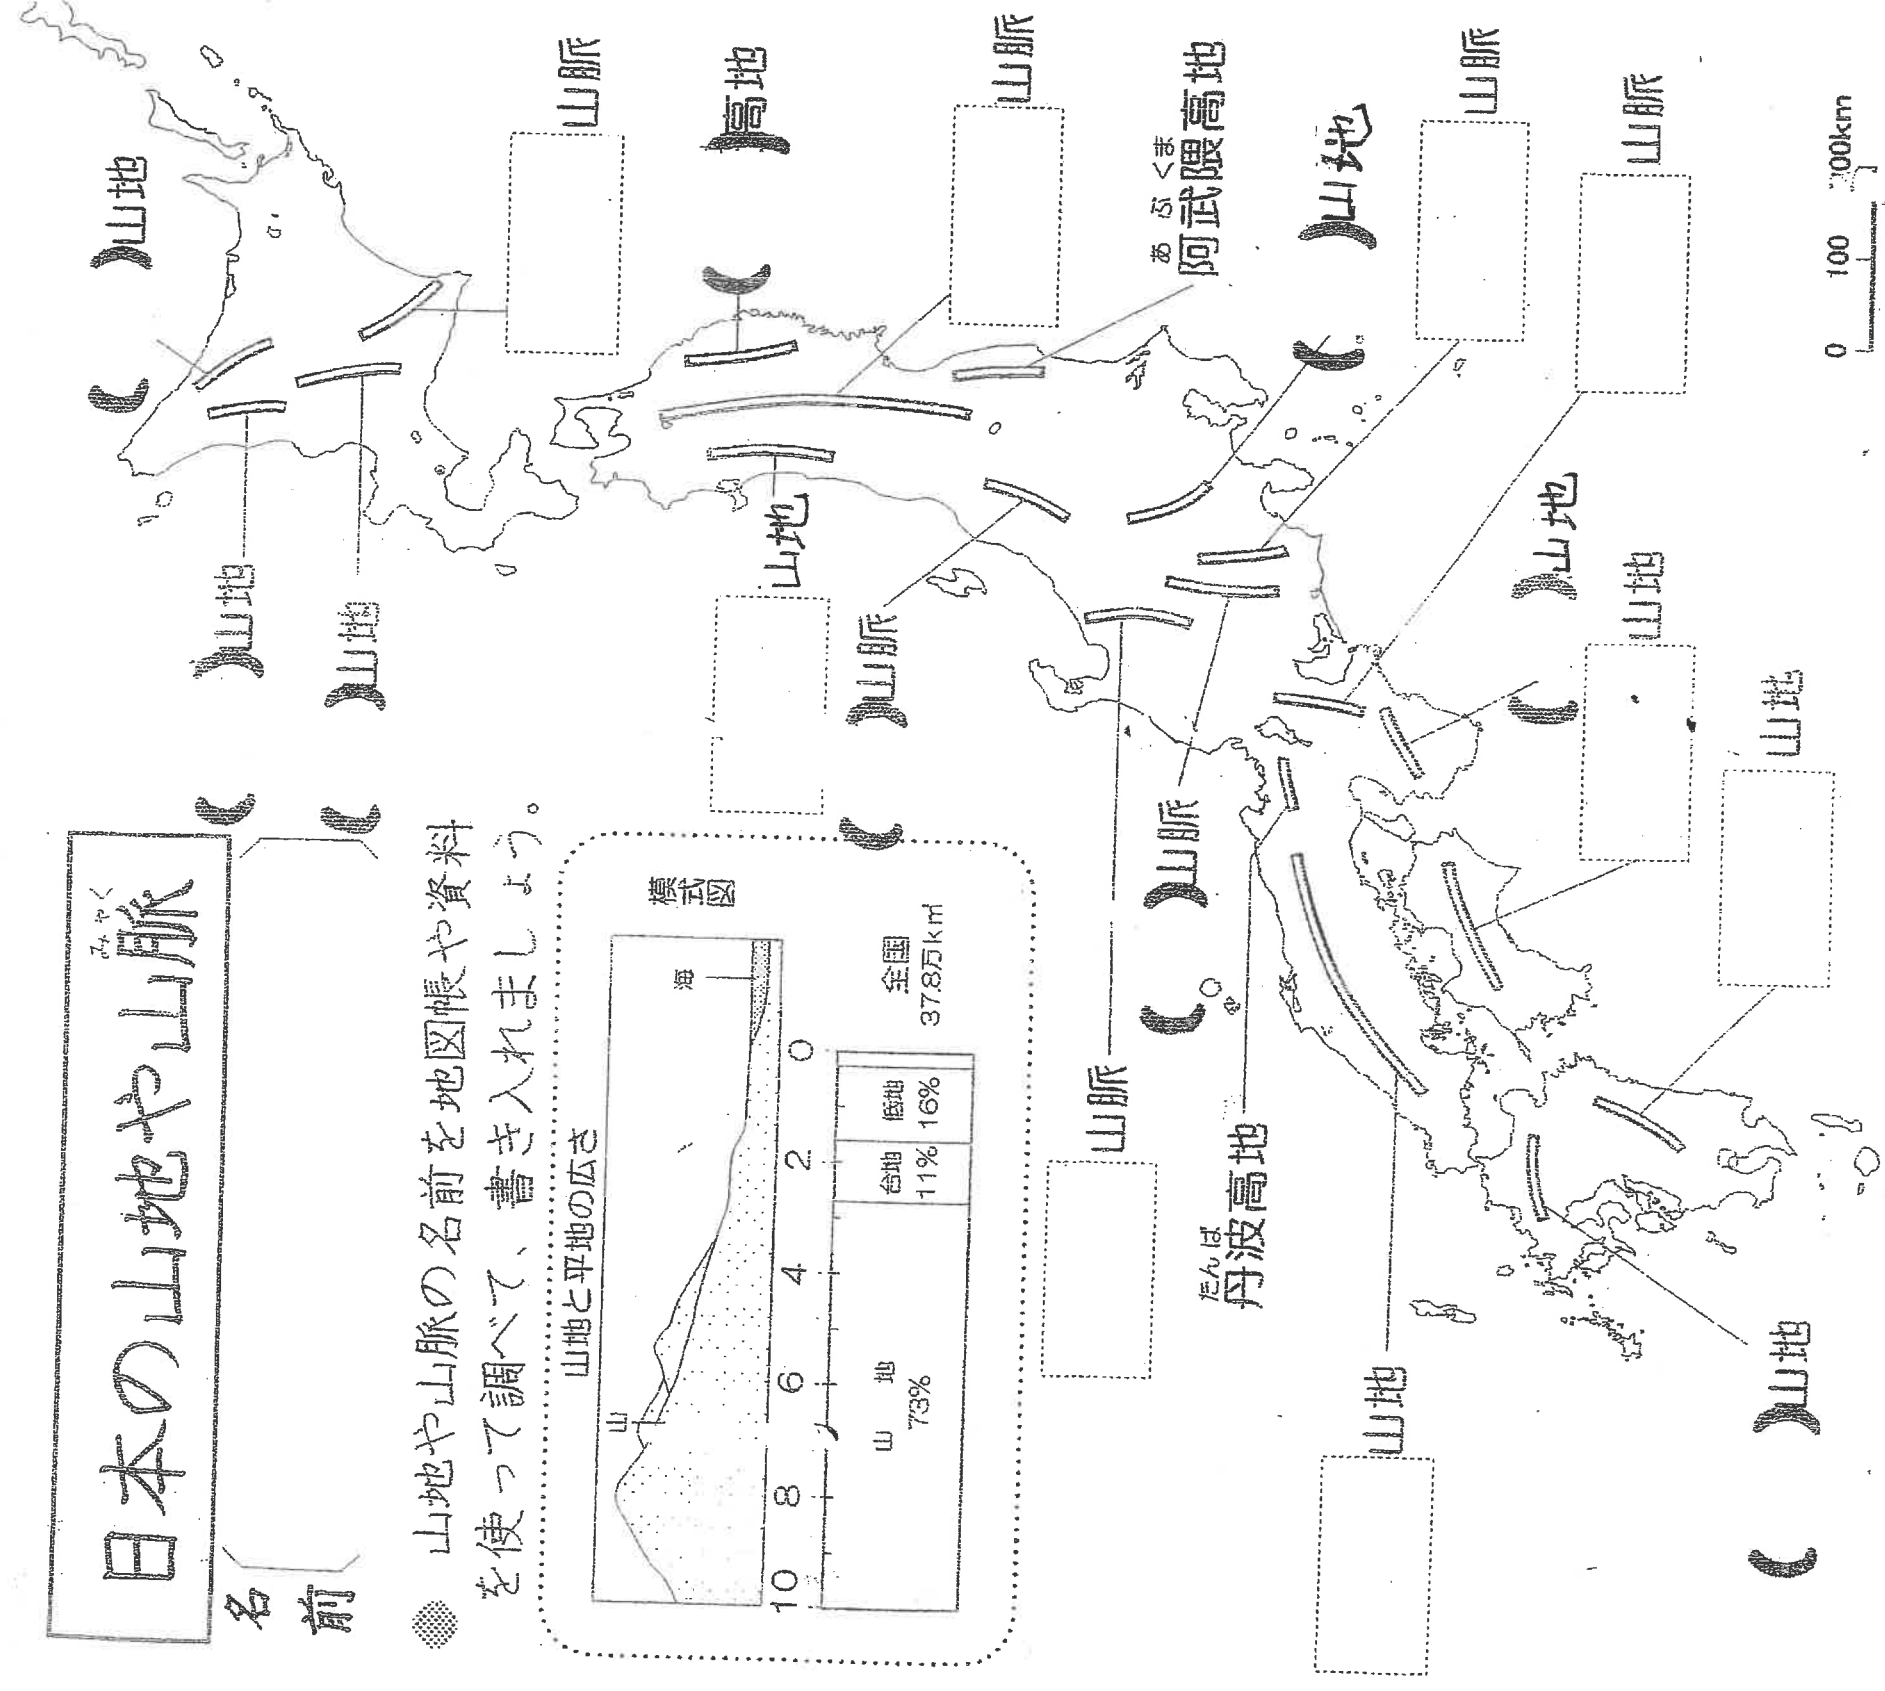 日本の山地や山脈
みゃく
名前
山地や山脈の名前を地図帳や資料
を使って調べて、書き入れましょう。
山地と平地の広さ
模式図
山
海
10 8 6 4 2 0
山地
73%
台地
11%
低地
16%
全国
37.8万km²
( )山地
( )山地
( )山地
山脈
( )高地
山地
山脈
あぶくま
阿武隈高地
( )山脈
( )山地
山脈
山脈
( )山脈
山脈
たんば
丹波高地
( )山地
山地
山地
山地
( )山地
0 100 200km